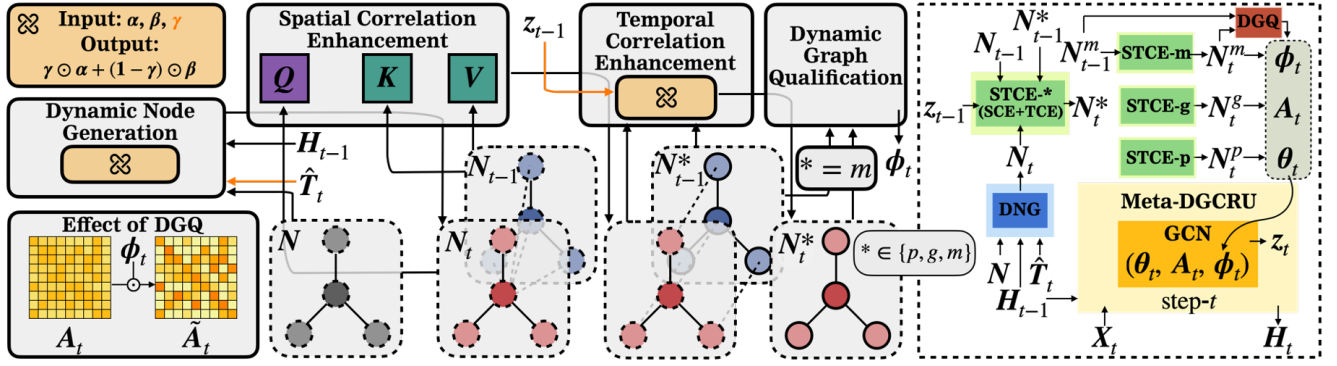 Input: α, β, γ
Output:
γ ⊙ α + (1 − γ) ⊙ β
Spatial Correlation
Enhancement
Q
K
V
z_{t−1}
Temporal
Correlation
Enhancement
Dynamic
Graph
Qualification
Dynamic Node
Generation
H_{t−1}
T̂_t
* = m
ϕ_t
Effect of DGQ
ϕ_t
⊙
A_t
Ã_t
N
N_{t−1}
N_t
N^*_{t−1}
N^*_t
* ∈ {p, g, m}
N_{t−1}
N^*_{t−1}
N^m_{t−1}
DGQ
STCE-m
N^m_t
ϕ_t
z_{t−1}
STCE-*
(SCE+TCE)
N^*_t
STCE-g
N^g_t
A_t
N_t
STCE-p
N^p_t
θ_t
DNG
Meta-DGCRU
GCN
(θ_t, A_t, ϕ_t)
z_t
step-t
N
T̂_t
H_{t−1}
X_t
H_t